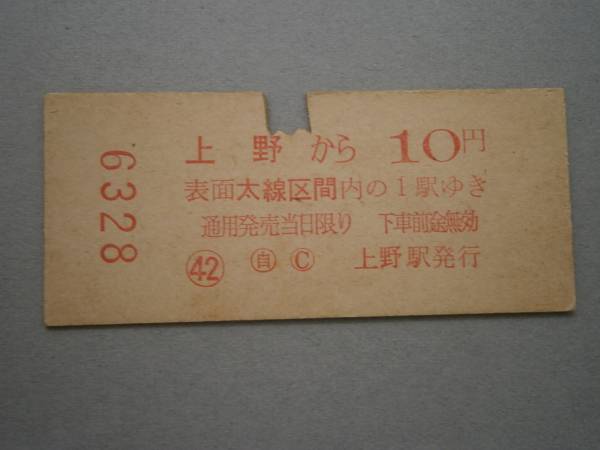 6328
上野から 10円
表面太線区間内の1駅ゆき
通用発売当日限り 下車前途無効
㊷ 自 Ⓒ 上野駅発行